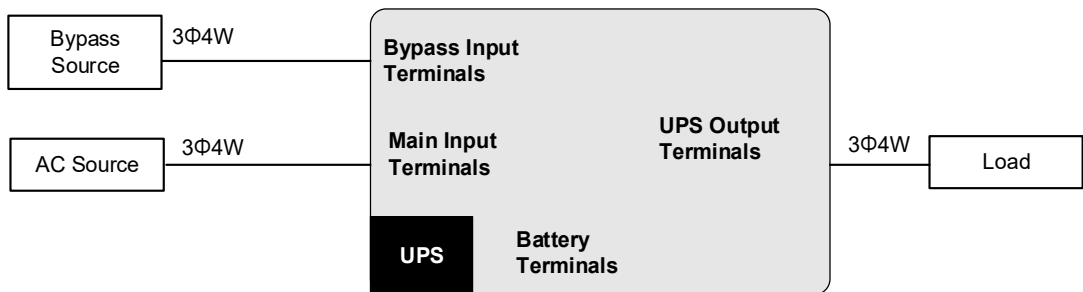 Bypass
Source
3Φ4W
Bypass Input
Terminals
AC Source
3Φ4W
Main Input
Terminals
UPS Output
Terminals
3Φ4W
Load
UPS
Battery
Terminals